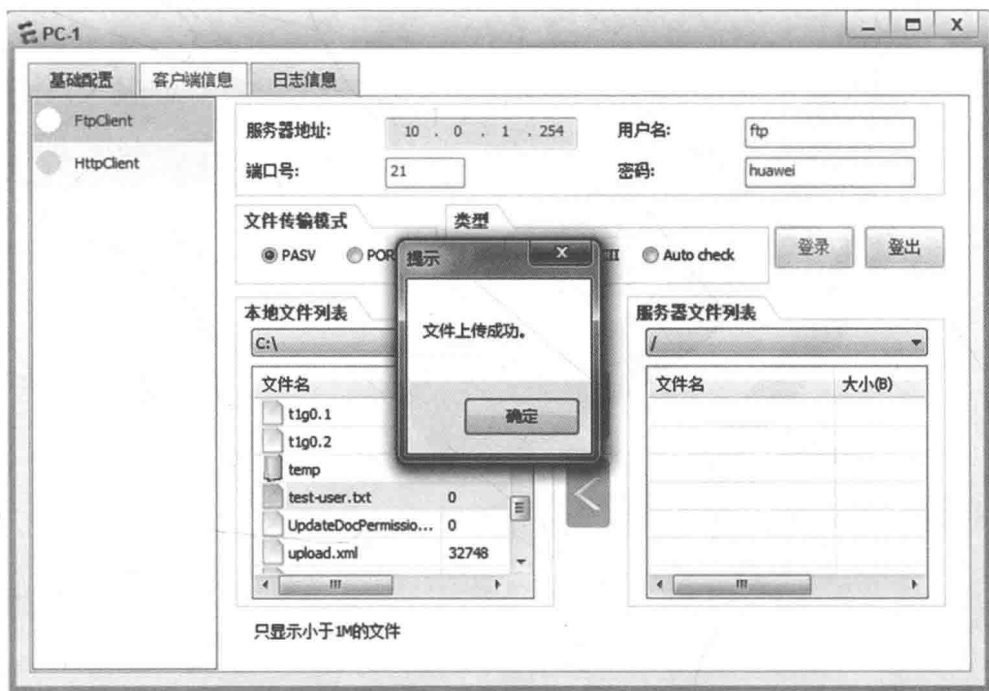 PC-1
基础配置 客户端信息 日志信息
FtpClient
HttpClient
服务器地址: 10 . 0 . 1 . 254 用户名: ftp
端口号: 21 密码: huawei
文件传输模式 类型
PASV POR II Auto check 登录 登出
提示
文件上传成功。
确定
本地文件列表 服务器文件列表
C:\ /
文件名 文件名 大小(B)
t1g0.1
t1g0.2
temp
test-user.txt 0
UpdateDocPermissio... 0
upload.xml 32748
只显示小于1M的文件